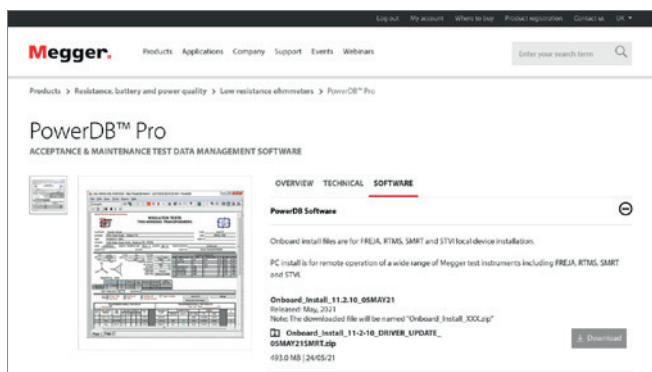 Log out My account Where to buy Product registration Contact us UK
Megger.
Products Applications Company Support Events Webinars
Enter your search term
Products > Resistance, battery and power quality > Low resistance ohmmeters > PowerDB™ Pro
PowerDB™ Pro
ACCEPTANCE & MAINTENANCE TEST DATA MANAGEMENT SOFTWARE
OVERVIEW TECHNICAL SOFTWARE
PowerDB Software
Onboard install files are for FREJA, RTMS, SMRT and STVI local device installation.
PC install is for remote operation of a wide range of Megger test instruments including FREJA, RTMS, SMRT
and STVI.
Onboard_Install_11.2.10_05MAY21
Released: May, 2021
Note: The downloaded file will be named "Onboard_Install_XXX.zip"
Onboard_Install_11-2-10_DRIVER_UPDATE_
05MAY21SMRT.zip
Download
493.0 MB | 24/05/21